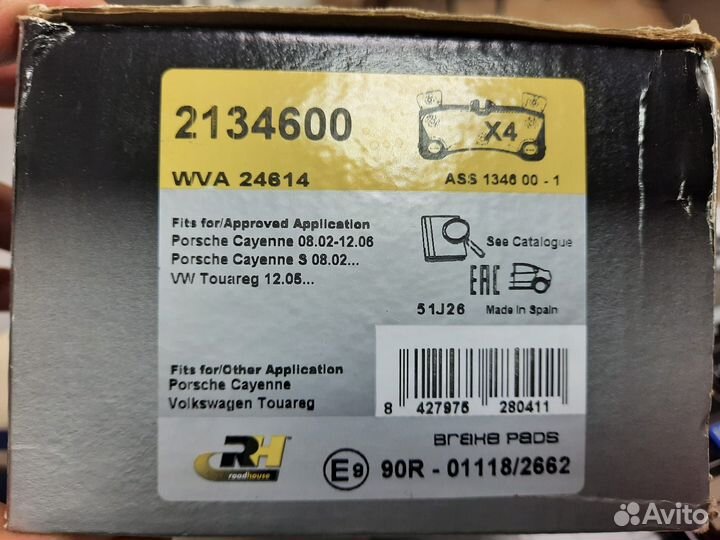 2134600
X4
WVA 24614
ASS 1346 00 - 1
Fits for/Approved Application
Porsche Cayenne 08.02-12.06
Porsche Cayenne S 08.02...
VW Touareg 12.05...
See Catalogue
EAC
51J26
Made in Spain
Fits for/Other Application
Porsche Cayenne
Volkswagen Touareg
8 427975 280411
RH
roadhouse
Brake Pads
E9 90R - 01118/2662
Avito